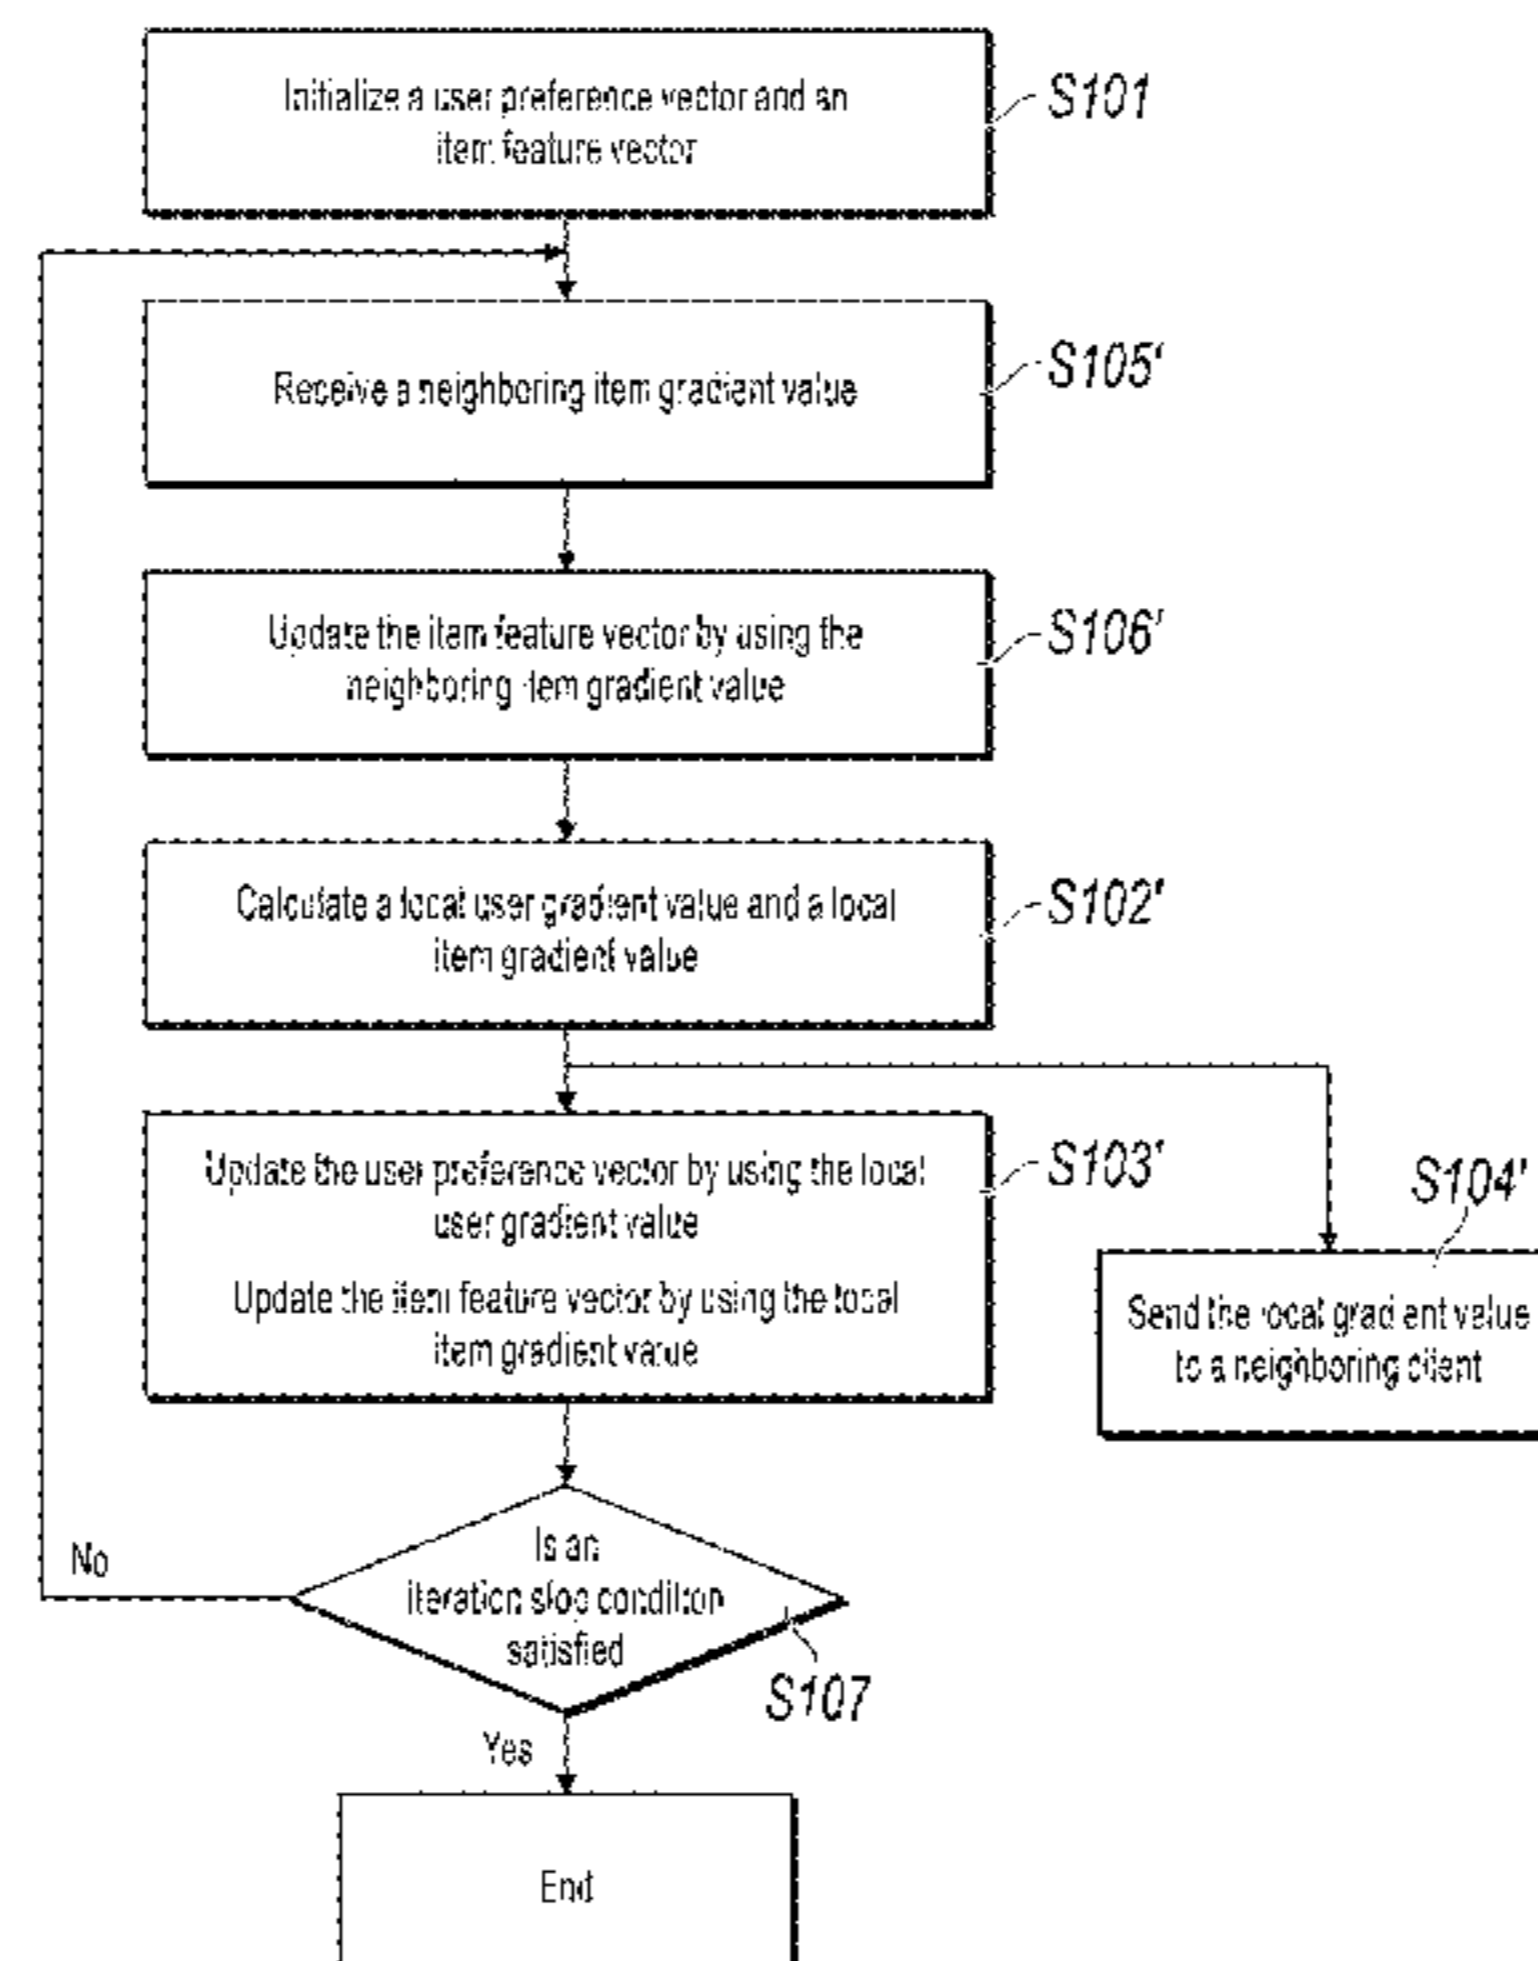 Initialize a user preference vector and an
item feature vector
S101
Receive a neighboring item gradient value
S105'
Update the item feature vector by using the
neighboring item gradient value
S106'
Calculate a local user gradient value and a local
item gradient value
S102'
Update the user preference vector by using the local
user gradient value
Update the item feature vector by using the local
item gradient value
S103'
S104'
Send the local gradient value
to a neighboring client
Is an
iteration stop condition
satisfied
S107
No
Yes
End